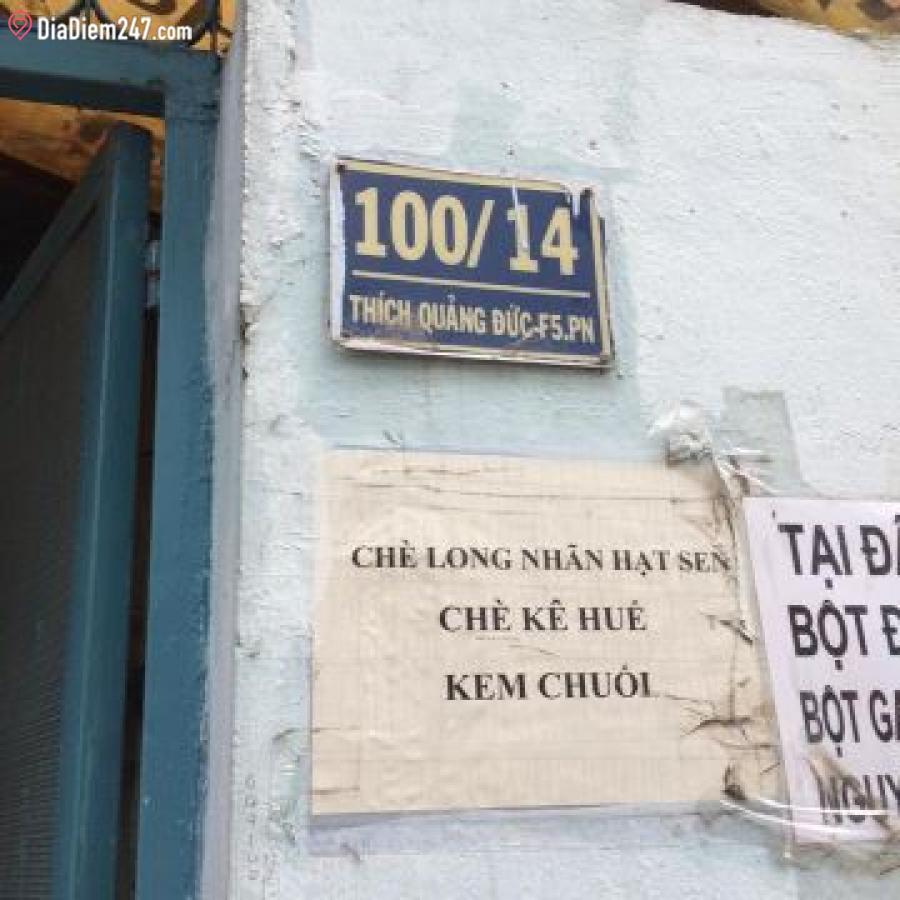 DiaDiem247.com
100/14
THÍCH QUẢNG ĐỨC-F5.PN
CHÈ LONG NHÃN HẠT SEN
CHÈ KÊ HUẾ
KEM CHUỐI
TẠI
BỘT
BỘT